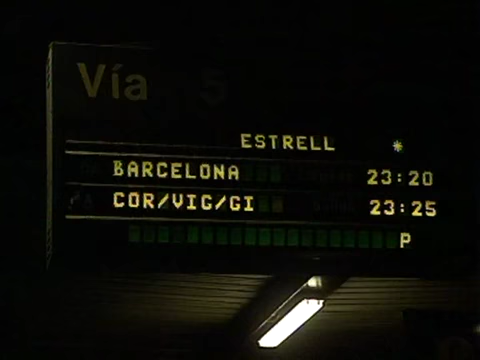 Vía 5
ESTRELL *
BARCELONA 23:20
COR/VIG/GI 23:25
P